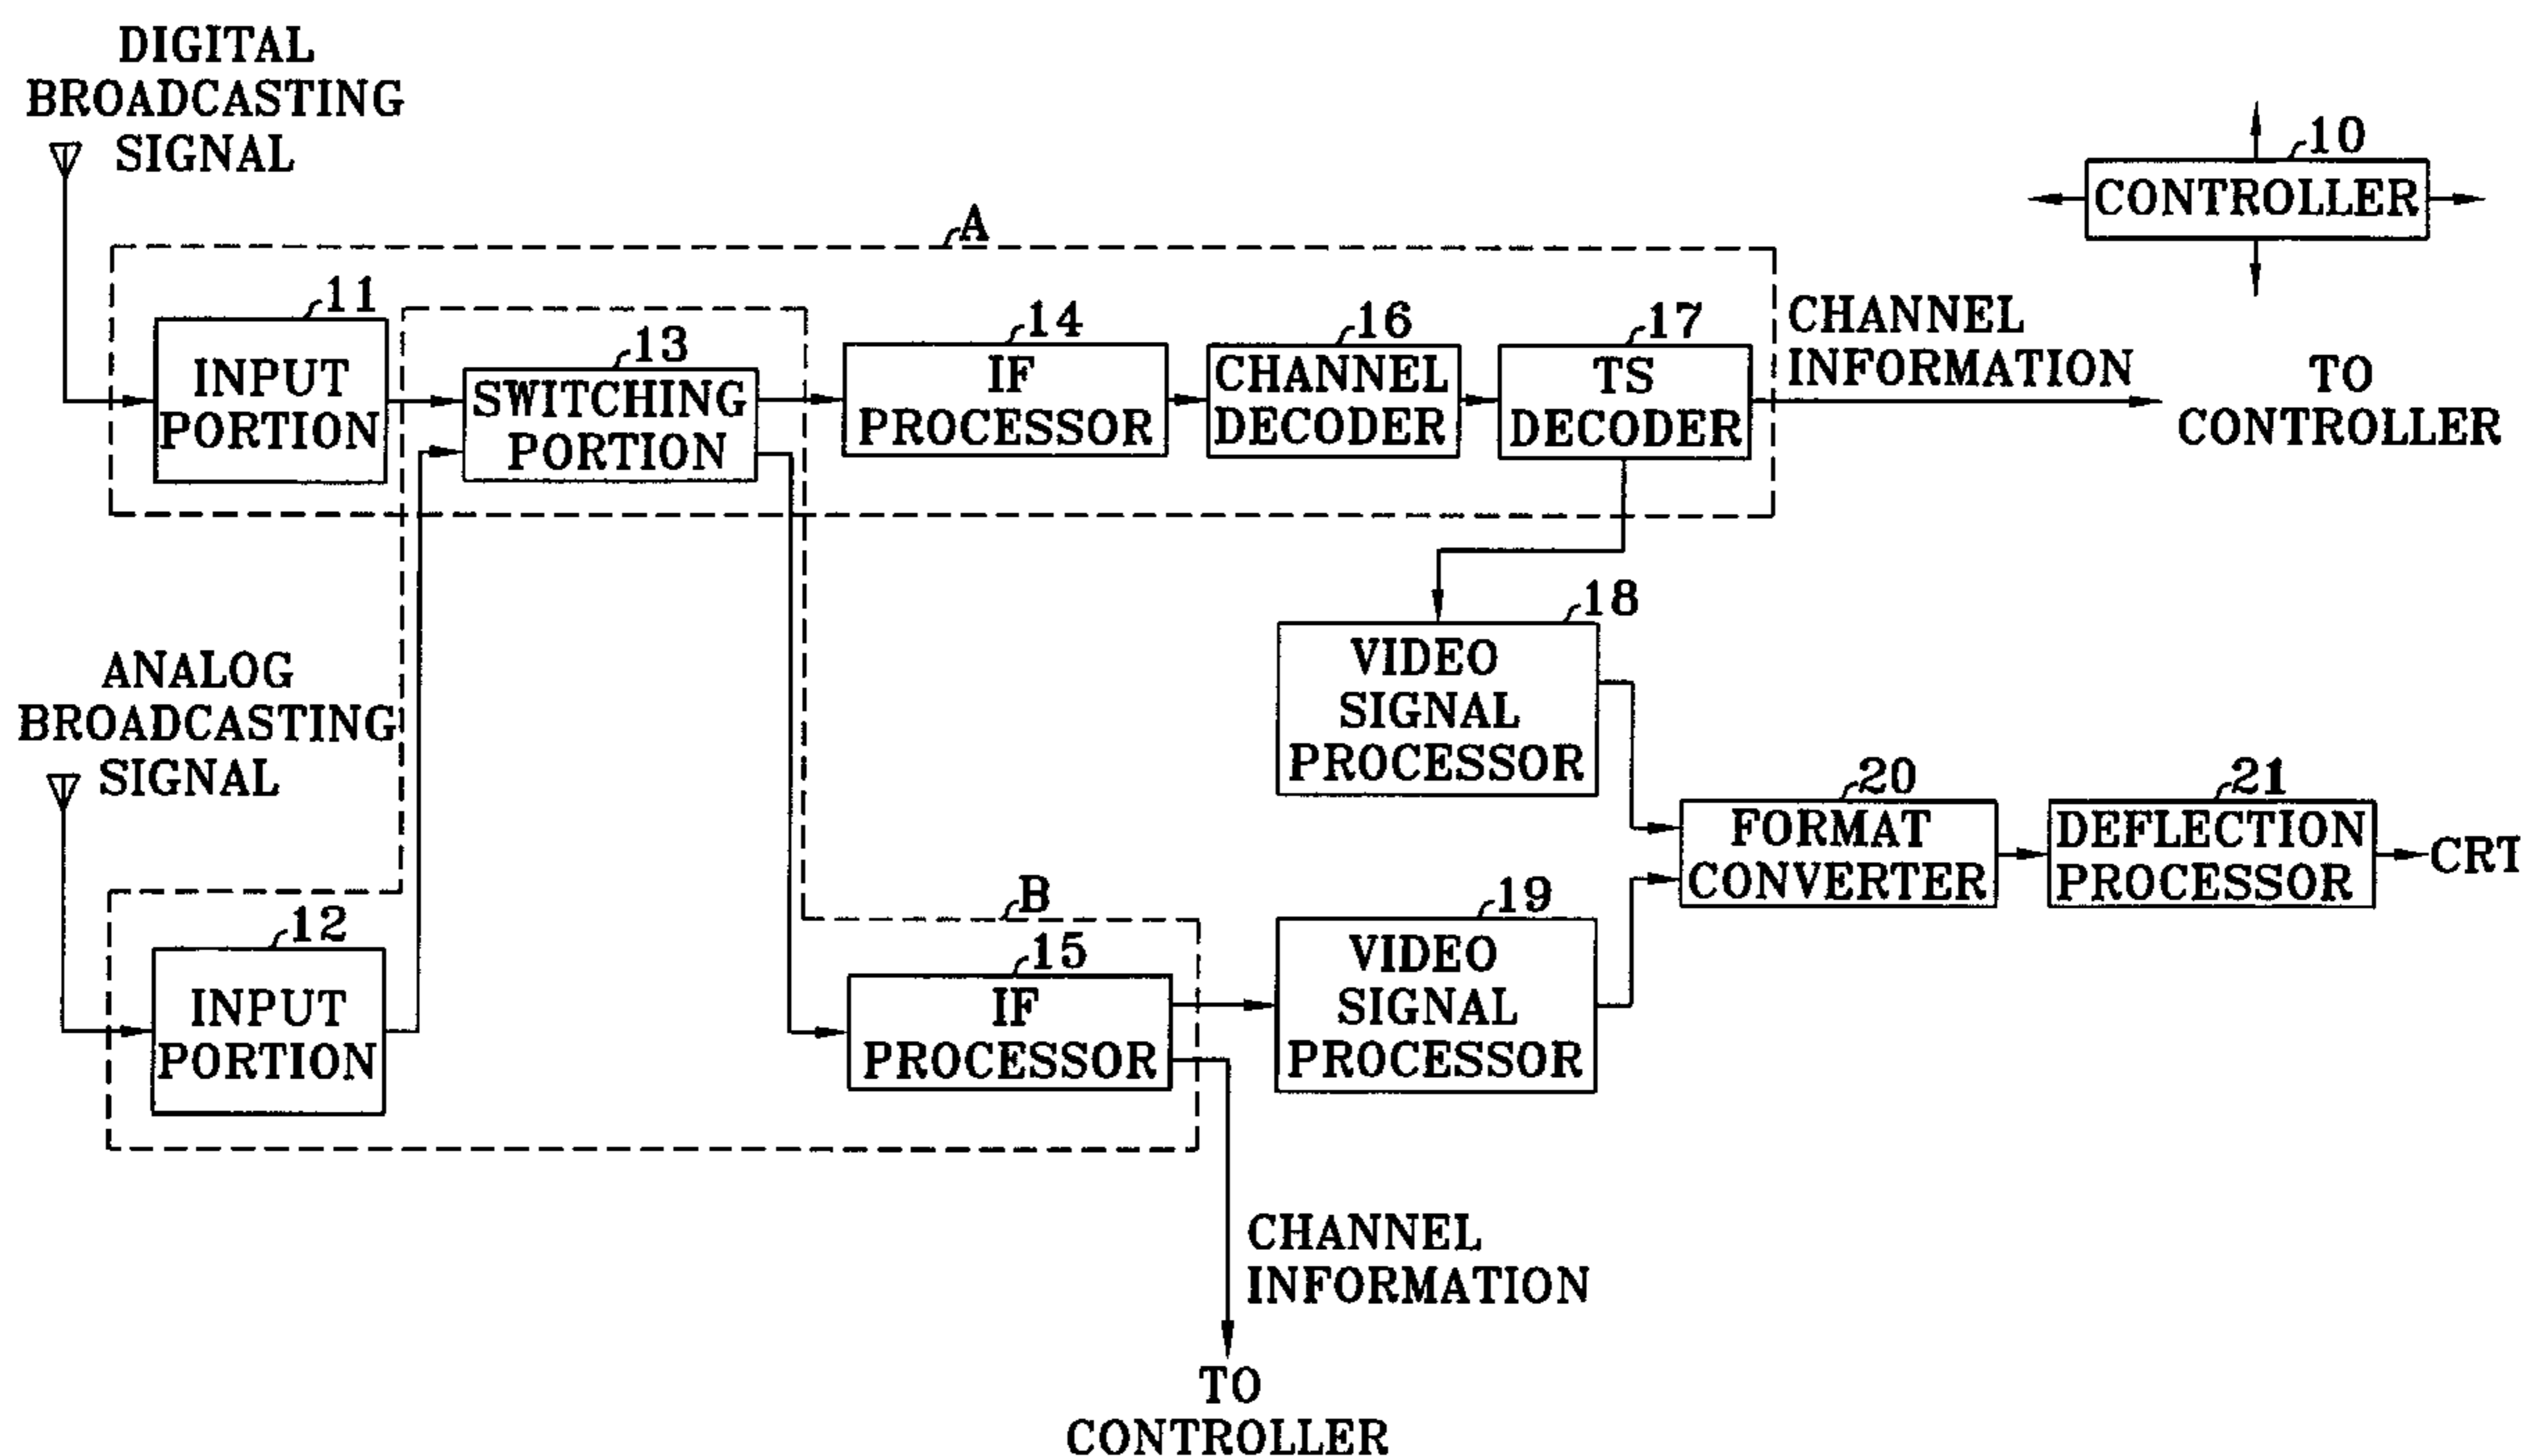 DIGITAL
BROADCASTING
SIGNAL
10
CONTROLLER
A
11
INPUT
PORTION
13
SWITCHING
PORTION
14
IF
PROCESSOR
16
CHANNEL
DECODER
17
TS
DECODER
CHANNEL
INFORMATION
TO
CONTROLLER
18
VIDEO
SIGNAL
PROCESSOR
ANALOG
BROADCASTING
SIGNAL
20
FORMAT
CONVERTER
21
DEFLECTION
PROCESSOR
CRT
B
12
INPUT
PORTION
15
IF
PROCESSOR
19
VIDEO
SIGNAL
PROCESSOR
CHANNEL
INFORMATION
TO
CONTROLLER